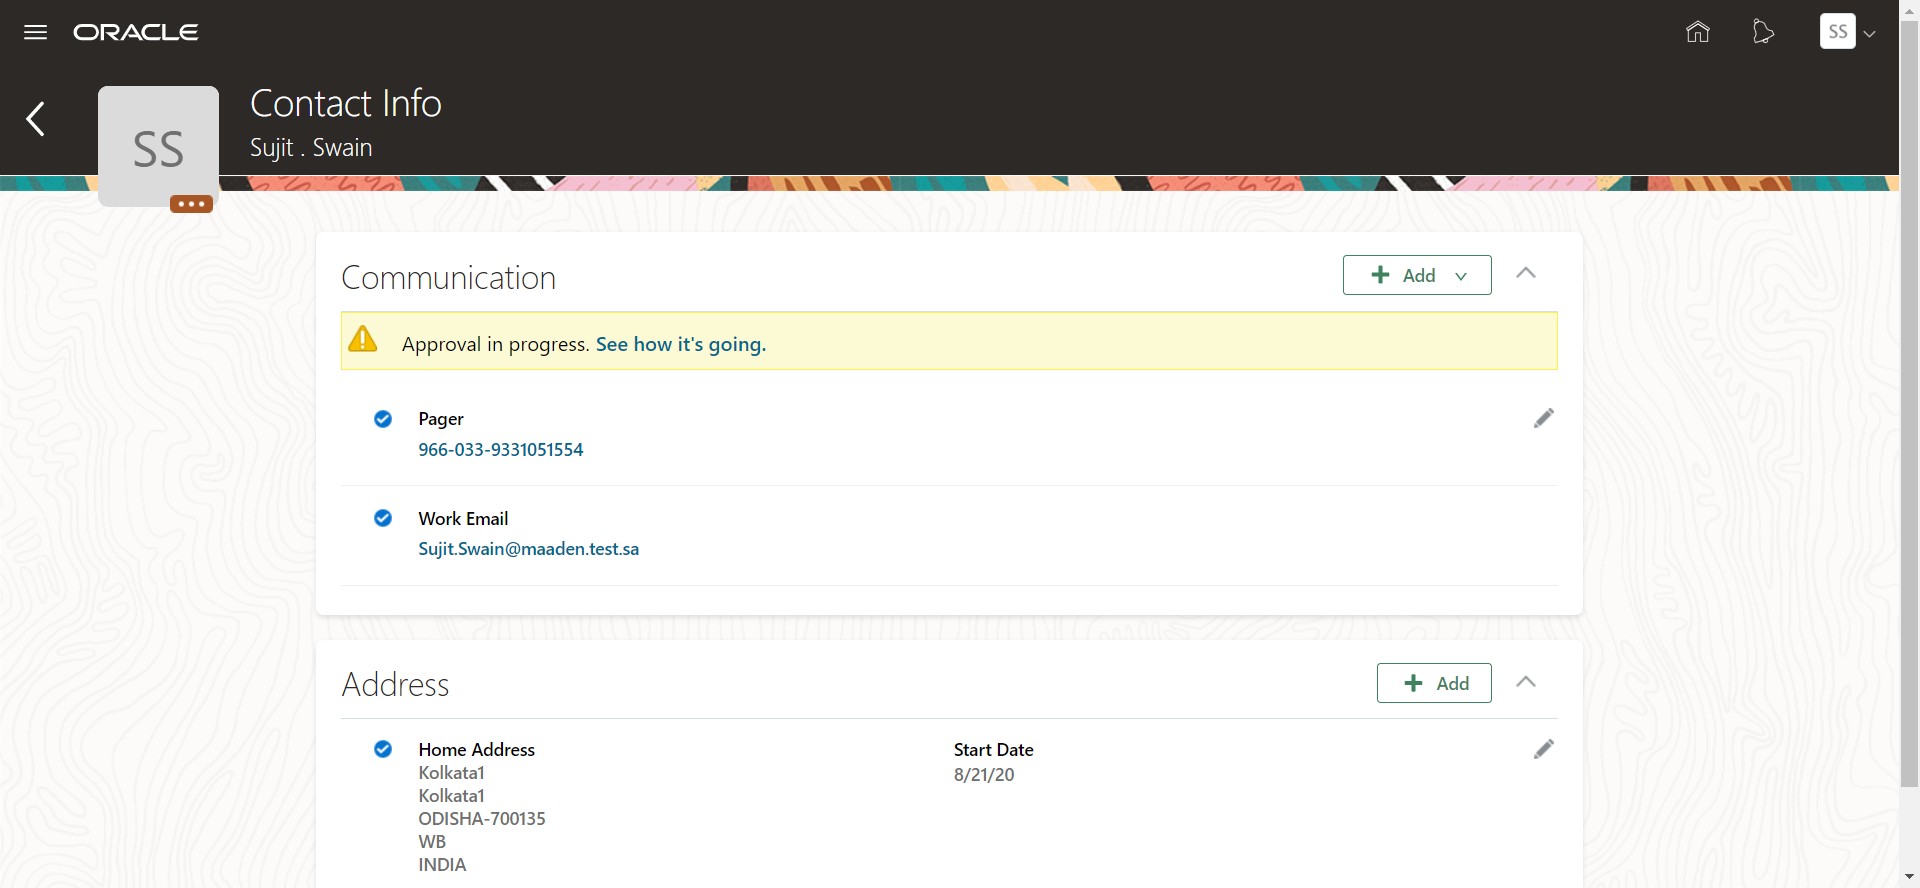 ORACLE
SS
SS
Contact Info
Sujit . Swain
Communication
Add
Approval in progress. See how it's going.
Pager
966-033-9331051554
Work Email
Sujit.Swain@maaden.test.sa
Address
Add
Home Address
Start Date
Kolkata1
8/21/20
Kolkata1
ODISHA-700135
WB
INDIA